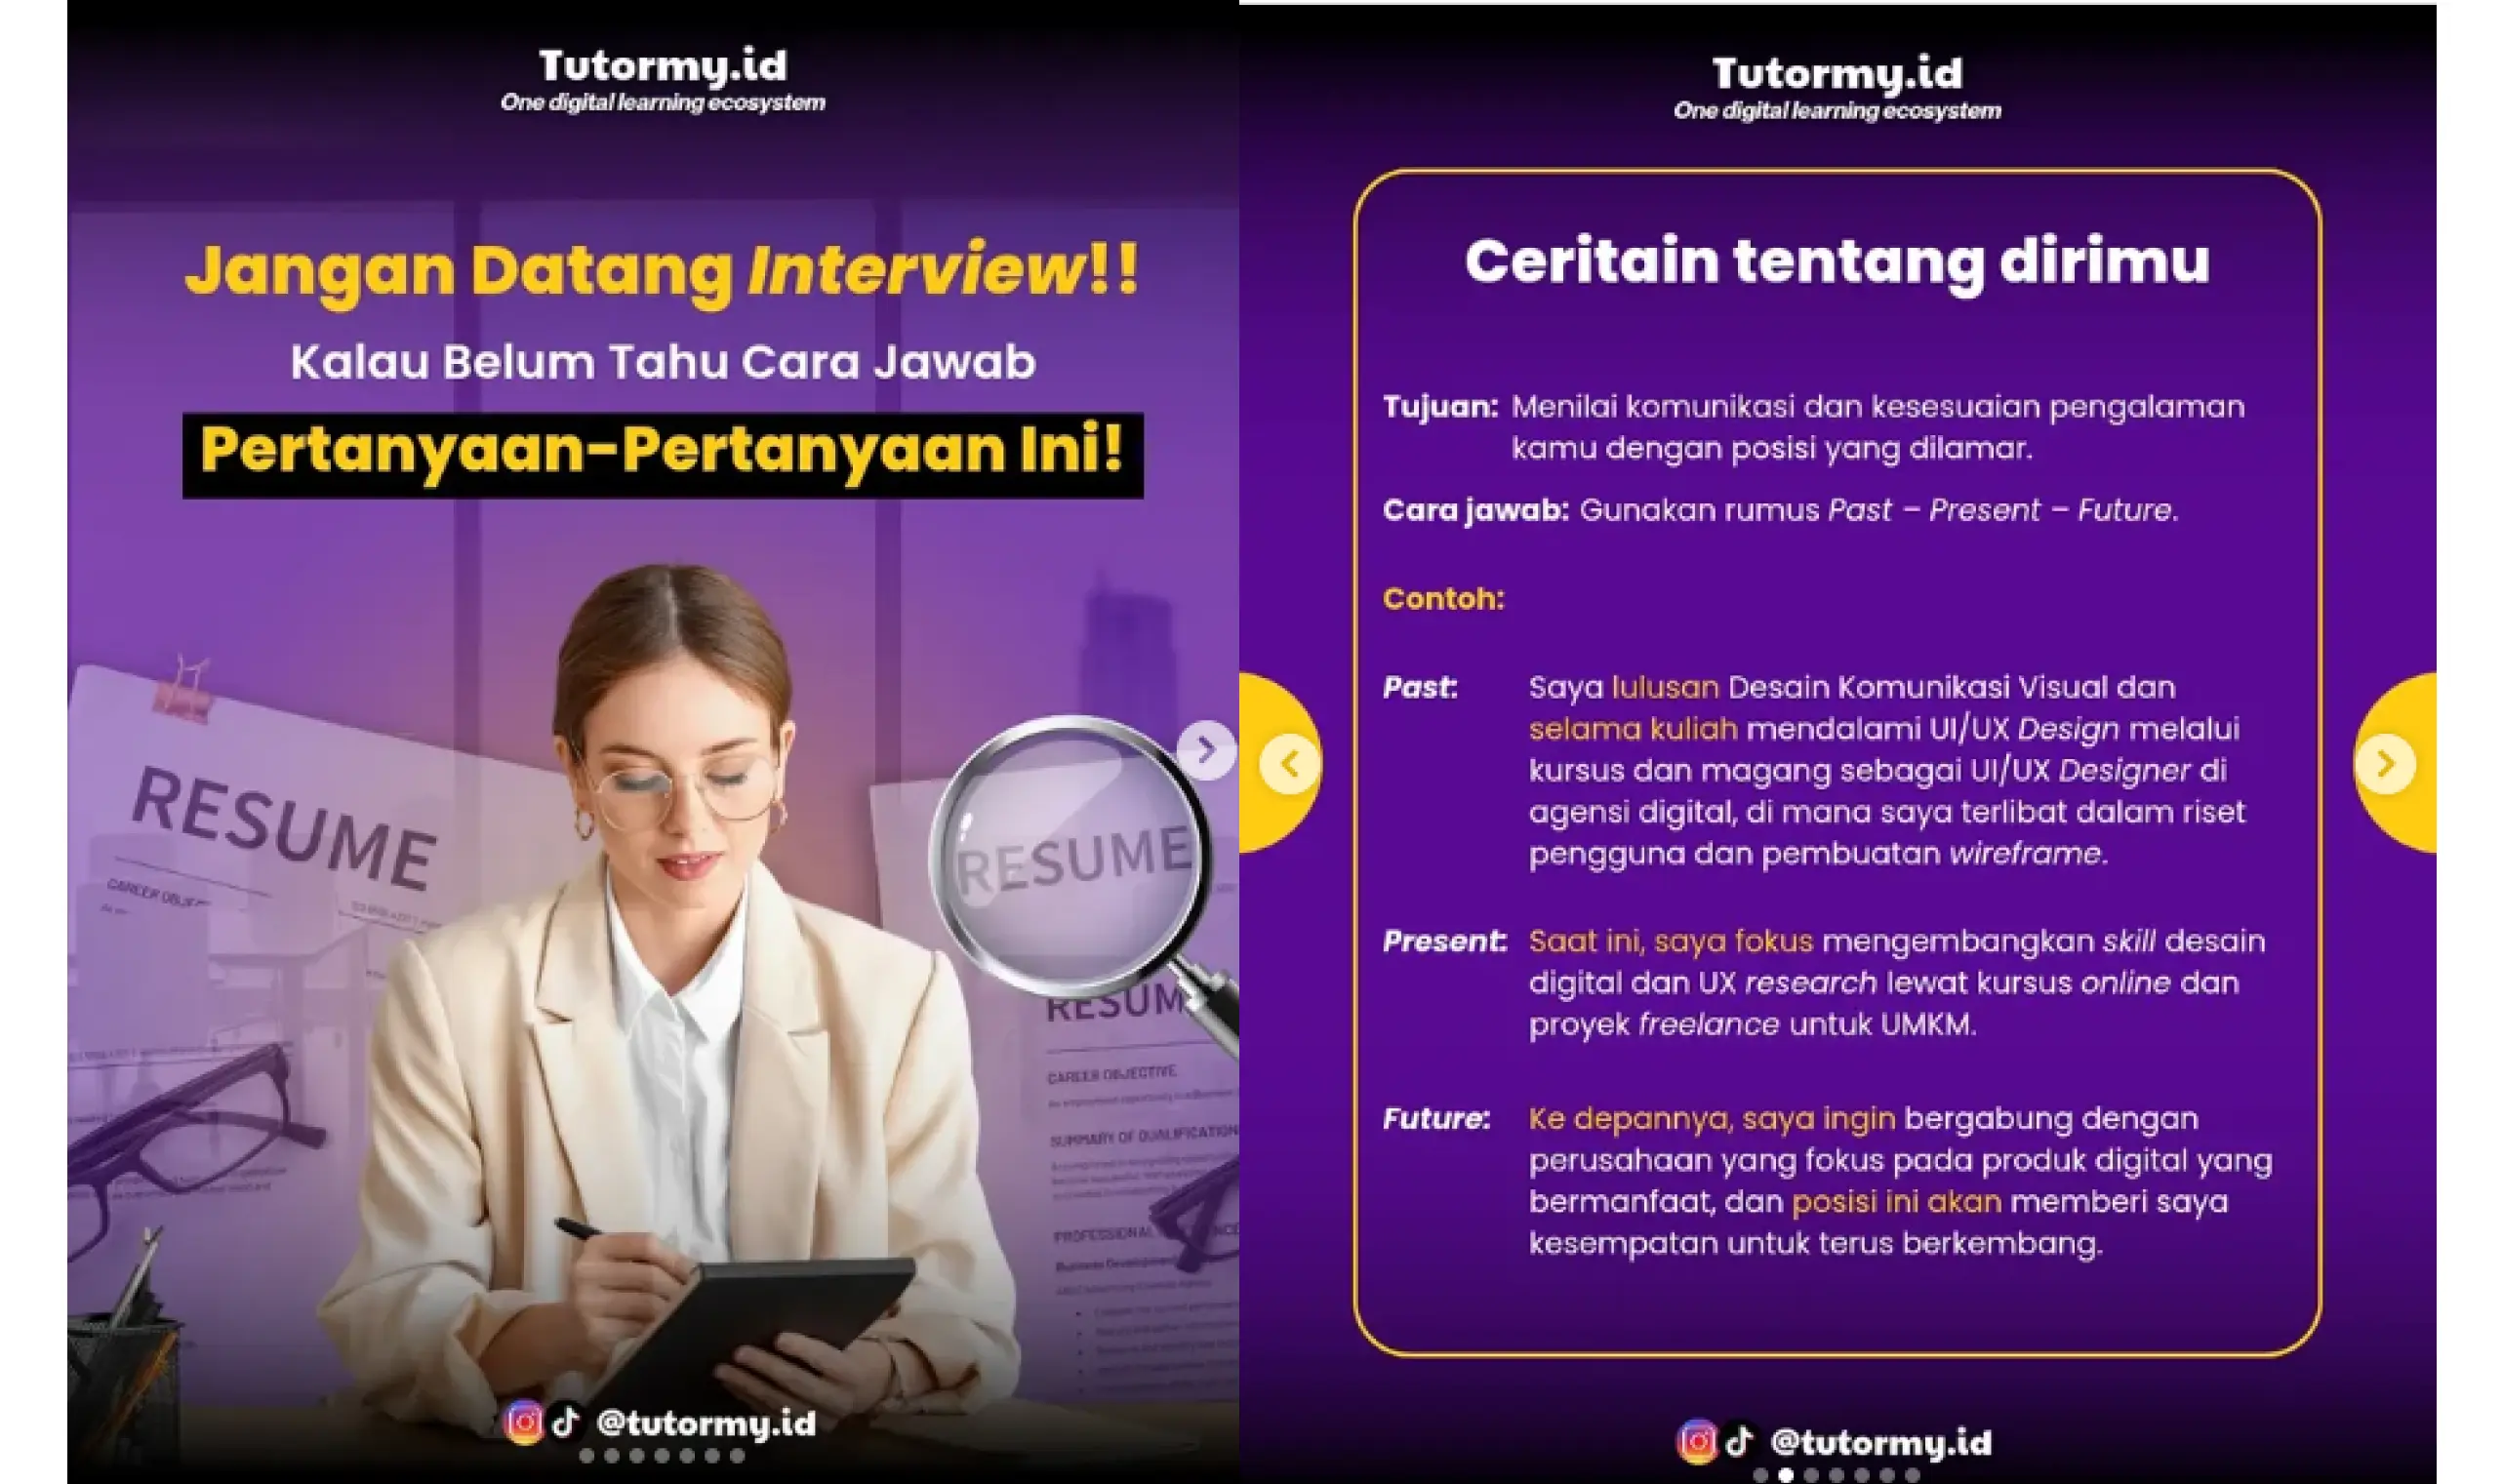 Tutormy.id
One digital learning ecosystem
Jangan Datang Interview!!
Kalau Belum Tahu Cara Jawab
Pertanyaan-Pertanyaan Ini!
RESUME
CAREER OBJE
RESUME
RESUM
CAREER OBJECTIVE
SUMMARY OF QUALIFICATION
PROFESSIONAL
Business Development
@tutormy.id
Tutormy.id
One digital learning ecosystem
Ceritain tentang dirimu
Tujuan: Menilai komunikasi dan kesesuaian pengalaman
kamu dengan posisi yang dilamar.
Cara jawab: Gunakan rumus Past – Present – Future.
Contoh:
Past: Saya lulusan Desain Komunikasi Visual dan
selama kuliah mendalami UI/UX Design melalui
kursus dan magang sebagai UI/UX Designer di
agensi digital, di mana saya terlibat dalam riset
pengguna dan pembuatan wireframe.
Present: Saat ini, saya fokus mengembangkan skill desain
digital dan UX research lewat kursus online dan
proyek freelance untuk UMKM.
Future: Ke depannya, saya ingin bergabung dengan
perusahaan yang fokus pada produk digital yang
bermanfaat, dan posisi ini akan memberi saya
kesempatan untuk terus berkembang.
@tutormy.id